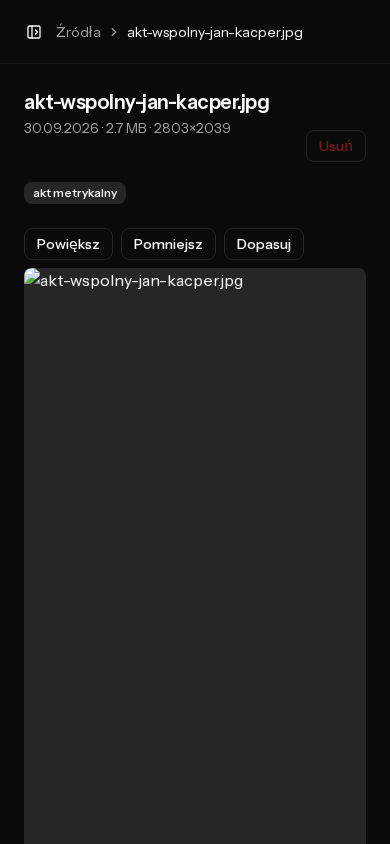 Źródła > akt-wspolny-jan-kacper.jpg
akt-wspolny-jan-kacper.jpg
30.09.2026 · 2.7 MB · 2803×2039
Usuń
akt metrykalny
Powiększ Pomniejsz Dopasuj
akt-wspolny-jan-kacper.jpg